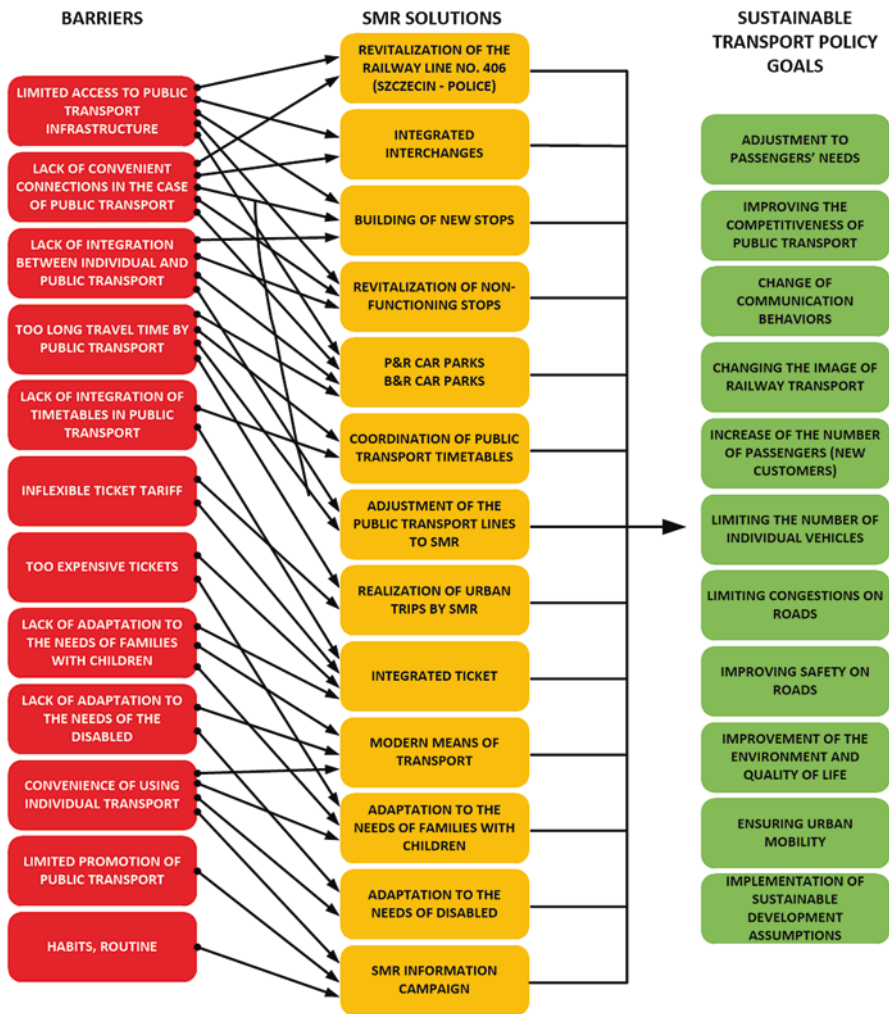 BARRIERS
LIMITED ACCESS TO PUBLIC
TRANSPORT
INFRASTRUCTURE
LACK OF CONVENIENT
CONNECTIONS IN THE CASE
OF PUBLIC TRANSPORT
LACK OF INTEGRATION
BETWEEN INDIVIDUAL AND
PUBLIC TRANSPORT
TOO LONG TRAVEL TIME BY
PUBLIC TRANSPORT
LACK OF INTEGRATION OF
TIMETABLES IN PUBLIC
TRANSPORT
INFLEXIBLE TICKET TARIFF
TOO EXPENSIVE TICKETS
LACK OF ADAPTATION TO
THE NEEDS OF FAMILIES
WITH CHILDREN
LACK OF ADAPTATION TO
THE NEEDS OF THE
DISABLED
CONVENIENCE OF USING
INDIVIDUAL TRANSPORT
LIMITED PROMOTION OF
PUBLIC TRANSPORT
HABITS, ROUTINE
SMR SOLUTIONS
REVITALIZATION OF THE
RAILWAY LINE NO. 406
(SZCZECIN - POLICE)
INTEGRATED
INTERCHANGES
BUILDING OF NEW STOPS
REVITALIZATION OF NON-
FUNCTIONING STOPS
P&R CAR PARKS
B&R CAR PARKS
COORDINATION OF PUBLIC
TRANSPORT TIMETABLES
ADJUSTMENT OF THE
PUBLIC TRANSPORT LINES
TO SMR
REALIZATION OF URBAN
TRIPS BY SMR
INTEGRATED TICKET
MODERN MEANS OF
TRANSPORT
ADAPTATION TO THE
NEEDS OF FAMILIES WITH
CHILDREN
ADAPTATION TO THE
NEEDS OF DISABLED
SMR INFORMATION
CAMPAIGN
SUSTAINABLE
TRANSPORT POLICY
GOALS
ADJUSTMENT TO
PASSENGERS’ NEEDS
IMPROVING THE
COMPETITIVENESS OF
PUBLIC TRANSPORT
CHANGE OF
COMMUNICATION
BEHAVIORS
CHANGING THE IMAGE OF
RAILWAY TRANSPORT
INCREASE OF THE NUMBER
OF PASSENGERS (NEW
CUSTOMERS)
LIMITING THE NUMBER OF
INDIVIDUAL VEHICLES
LIMITING CONGESTIONS ON
ROADS
IMPROVING SAFETY ON
ROADS
IMPROVEMENT OF THE
ENVIRONMENT AND
QUALITY OF LIFE
ENSURING URBAN
MOBILITY
IMPLEMENTATION OF
SUSTAINABLE
DEVELOPMENT
ASSUMPTIONS